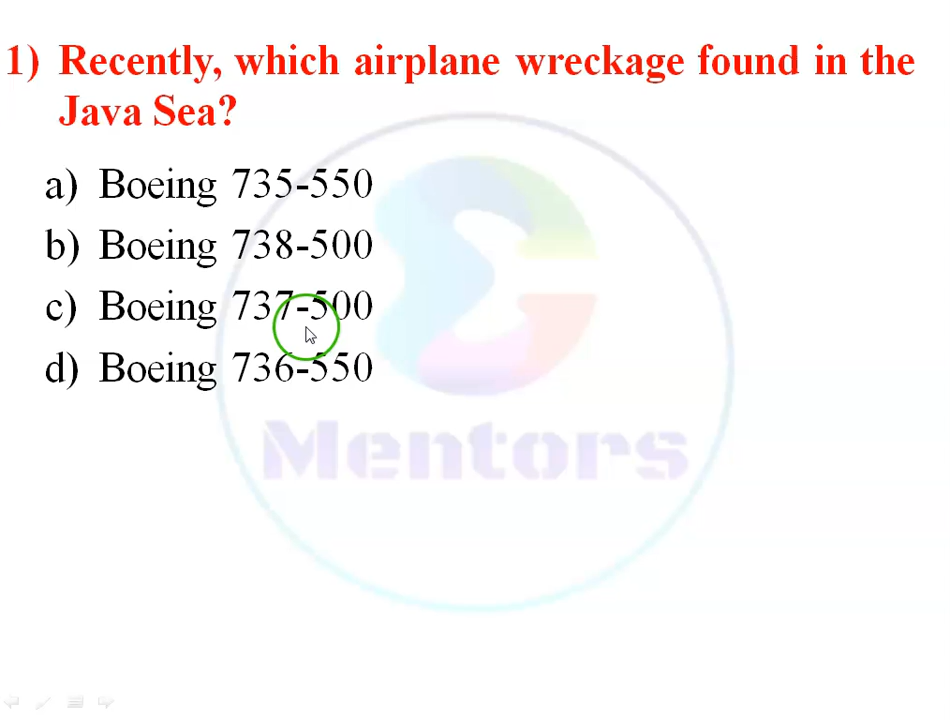 1) Recently, which airplane wreckage found in the
Java Sea?
a) Boeing 735-550
b) Boeing 738-500
c) Boeing 737-500
d) Boeing 736-550
Mentors